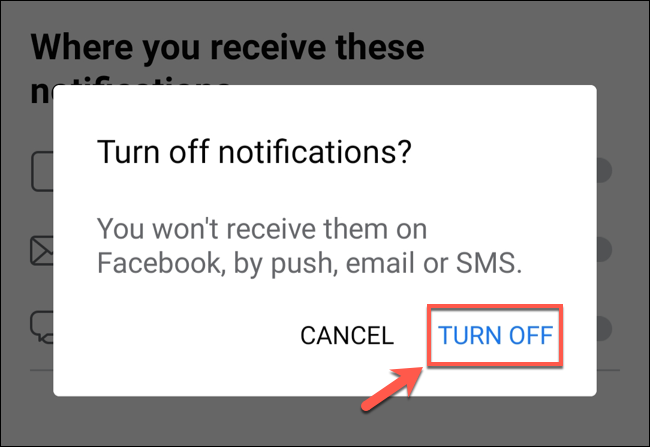 Where you receive these
notifications
Turn off notifications?
You won't receive them on
Facebook, by push, email or SMS.
CANCEL
TURN OFF